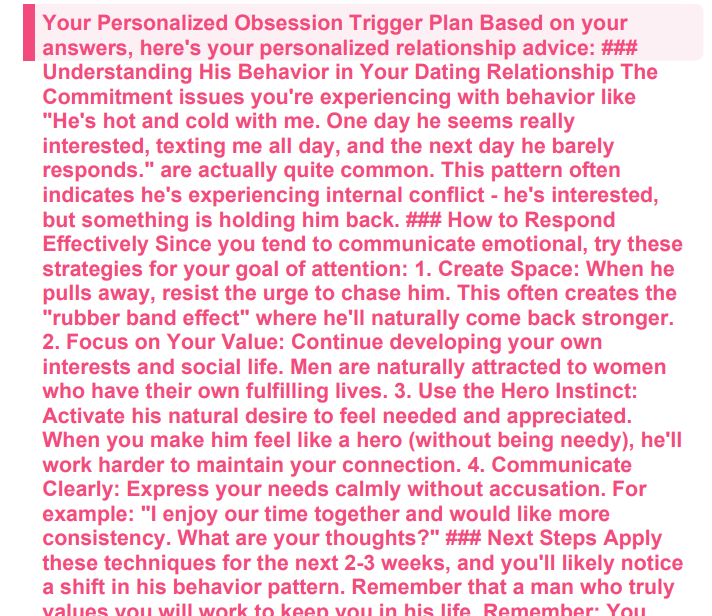 Your Personalized Obsession Trigger Plan Based on your
answers, here's your personalized relationship advice: ###
Understanding His Behavior in Your Dating Relationship The
Commitment issues you're experiencing with behavior like
"He's hot and cold with me. One day he seems really
interested, texting me all day, and the next day he barely
responds." are actually quite common. This pattern often
indicates he's experiencing internal conflict - he's interested,
but something is holding him back. ### How to Respond
Effectively Since you tend to communicate emotional, try these
strategies for your goal of attention: 1. Create Space: When he
pulls away, resist the urge to chase him. This often creates the
"rubber band effect" where he'll naturally come back stronger.
2. Focus on Your Value: Continue developing your own
interests and social life. Men are naturally attracted to women
who have their own fulfilling lives. 3. Use the Hero Instinct:
Activate his natural desire to feel needed and appreciated.
When you make him feel like a hero (without being needy), he'll
work harder to maintain your connection. 4. Communicate
Clearly: Express your needs calmly without accusation. For
example: "I enjoy our time together and would like more
consistency. What are your thoughts?" ### Next Steps Apply
these techniques for the next 2-3 weeks, and you'll likely notice
a shift in his behavior pattern. Remember that a man who truly
values you will work to keep you in his life. Remember: You